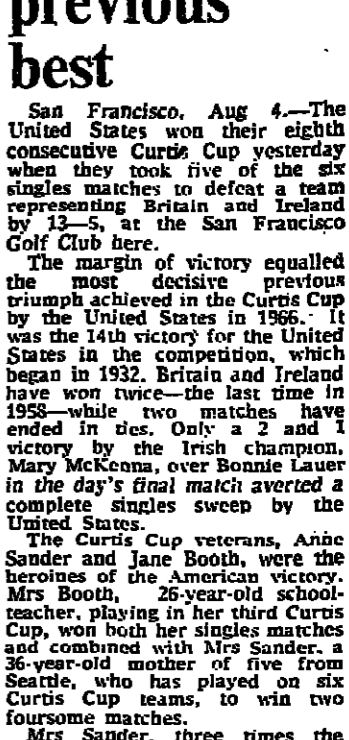 previous
best
San Francisco, Aug 4.—The
United States won their eighth
consecutive Curtis Cup yesterday
when they took five of the six
singles matches to defeat a team
representing Britain and Ireland
by 13—5, at the San Francisco
Golf Club here.
The margin of victory equalled
the most decisive previous
triumph achieved in the Curtis Cup
by the United States in 1966. It
was the 14th victory for the United
States in the competition, which
began in 1932. Britain and Ireland
have won twice—the last time in
1958—while two matches have
ended in ties. Only a 2 and 1
victory by the Irish champion,
Mary McKenna, over Bonnie Lauer
in the day's final match averted a
complete singles sweep by the
United States.
The Curtis Cup veterans, Anne
Sander and Jane Booth, were the
heroines of the American victory.
Mrs Booth, 26-year-old school-
teacher, playing in her third Curtis
Cup, won both her singles matches
and combined with Mrs Sander, a
36-year-old mother of five from
Seattle, who has played on six
Curtis Cup teams, to win two
foursome matches.
Mrs Sander, three times the